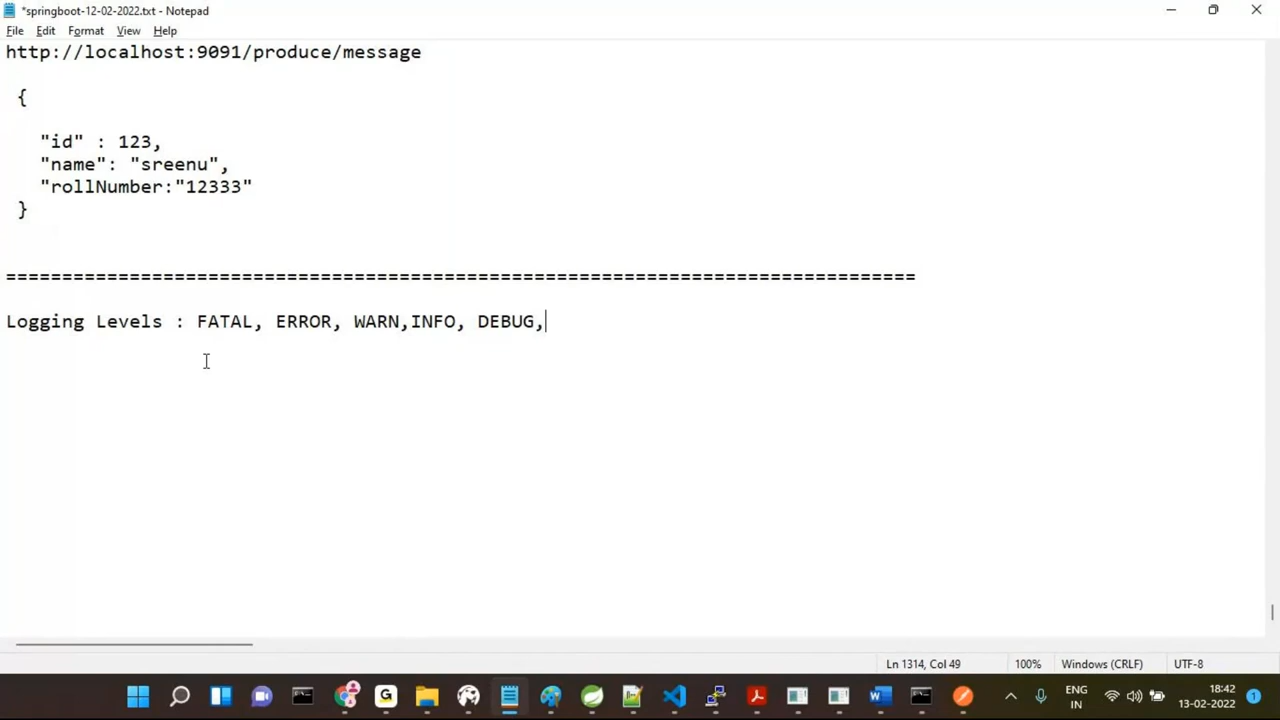 *springboot-12-02-2022.txt - Notepad
File Edit Format View Help
http://localhost:9091/produce/message
{
"id" : 123,
"name": "sreenu",
"rollNumber:"12333"
}
=================================================================================
Logging Levels : FATAL, ERROR, WARN,INFO, DEBUG,
Ln 1314, Col 49 100% Windows (CRLF) UTF-8
ENG
IN
18:42
13-02-2022
1